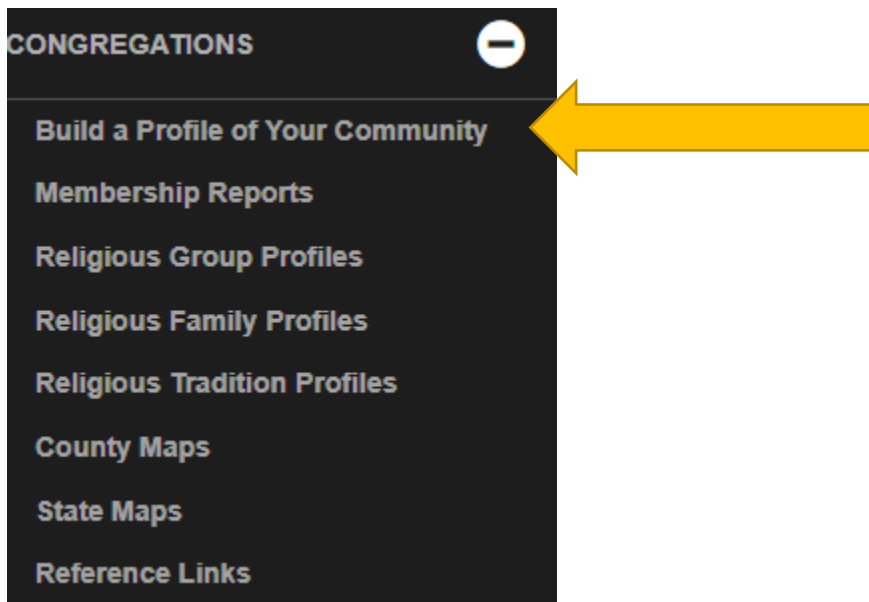 CONGREGATIONS
Build a Profile of Your Community
Membership Reports
Religious Group Profiles
Religious Family Profiles
Religious Tradition Profiles
County Maps
State Maps
Reference Links